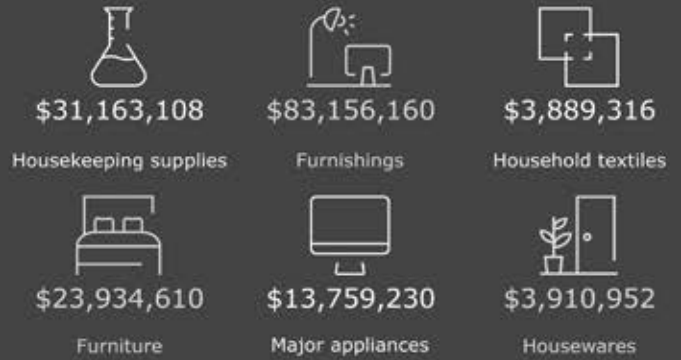 $31,163,108 $83,156,160 $3,889,316
Housekeeping supplies Furnishings Household textiles
$23,934,610 $13,759,230 $3,910,952
Furniture Major appliances Housewares